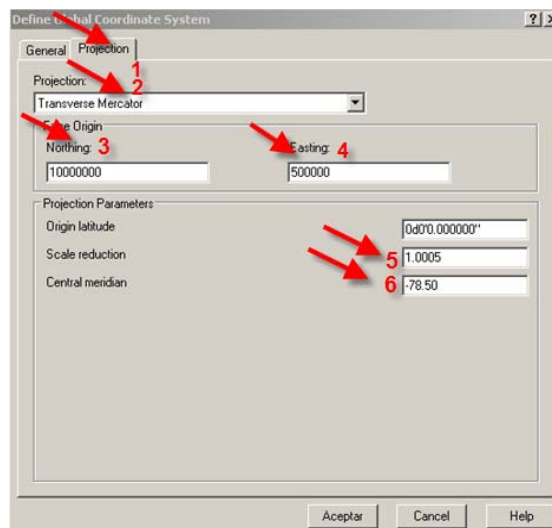 Define Global Coordinate System
General Projection
1
Projection: 2
Transverse Mercator
False Origin
Northing: 3 Easting: 4
10000000 500000
Projection Parameters
Origin latitude 0d0'0.000000"
Scale reduction 5 1.0005
Central meridian 6 -78.50
Aceptar Cancel Help